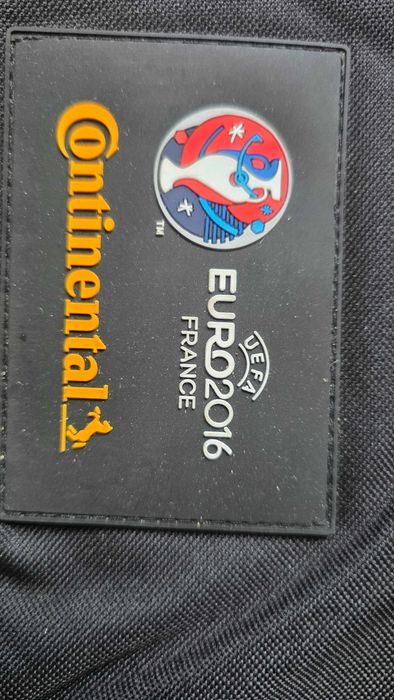 UEFA
EURO2016
FRANCE
TM
Continental